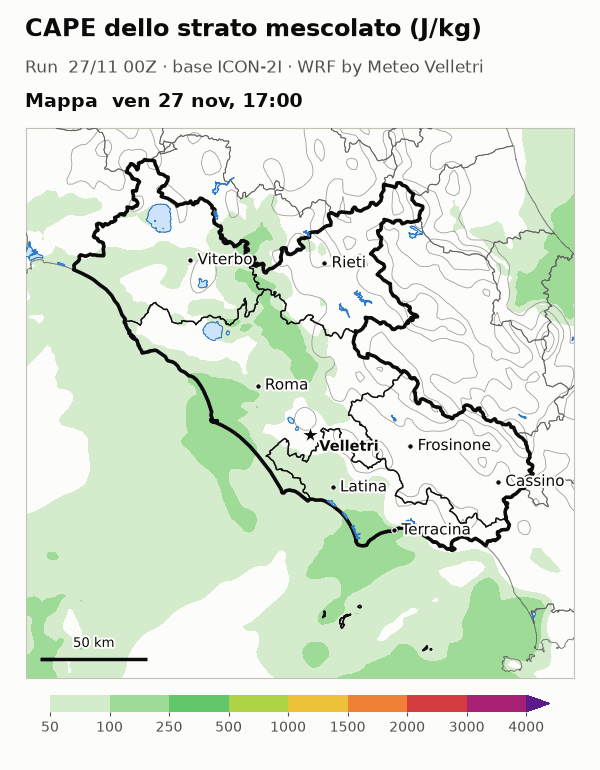 CAPE dello strato mescolato (J/kg)
Run  27/11 00Z · base ICON-2I · WRF by Meteo Velletri
Mappa  ven 27 nov, 17:00
Viterbo
Rieti
Roma
Velletri
Frosinone
Latina
Cassino
Terracina
50 km
50 100 250 500 1000 1500 2000 3000 4000